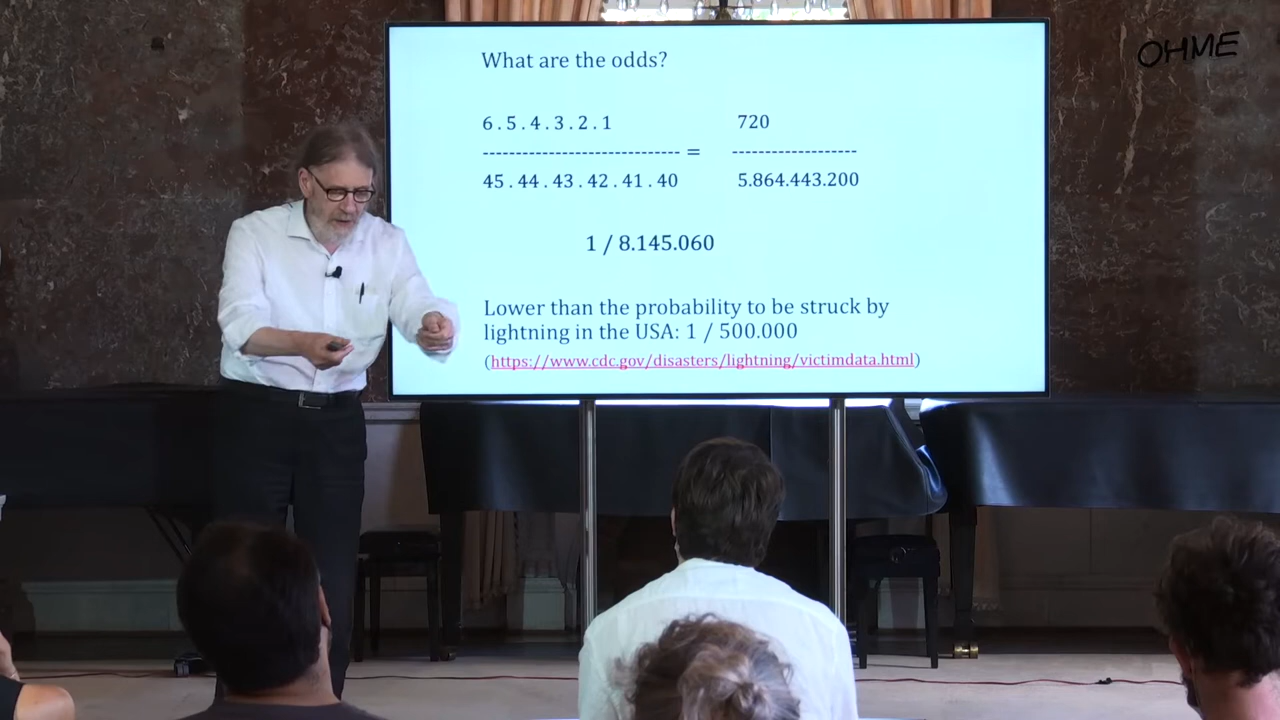 OHME
What are the odds?
6 . 5 . 4 . 3 . 2 . 1 720
------------------------------ = -------------------
45 . 44 . 43 . 42 . 41 . 40 5.864.443.200
1 / 8.145.060
Lower than the probability to be struck by
lightning in the USA: 1 / 500.000
(https://www.cdc.gov/disasters/lightning/victimdata.html)